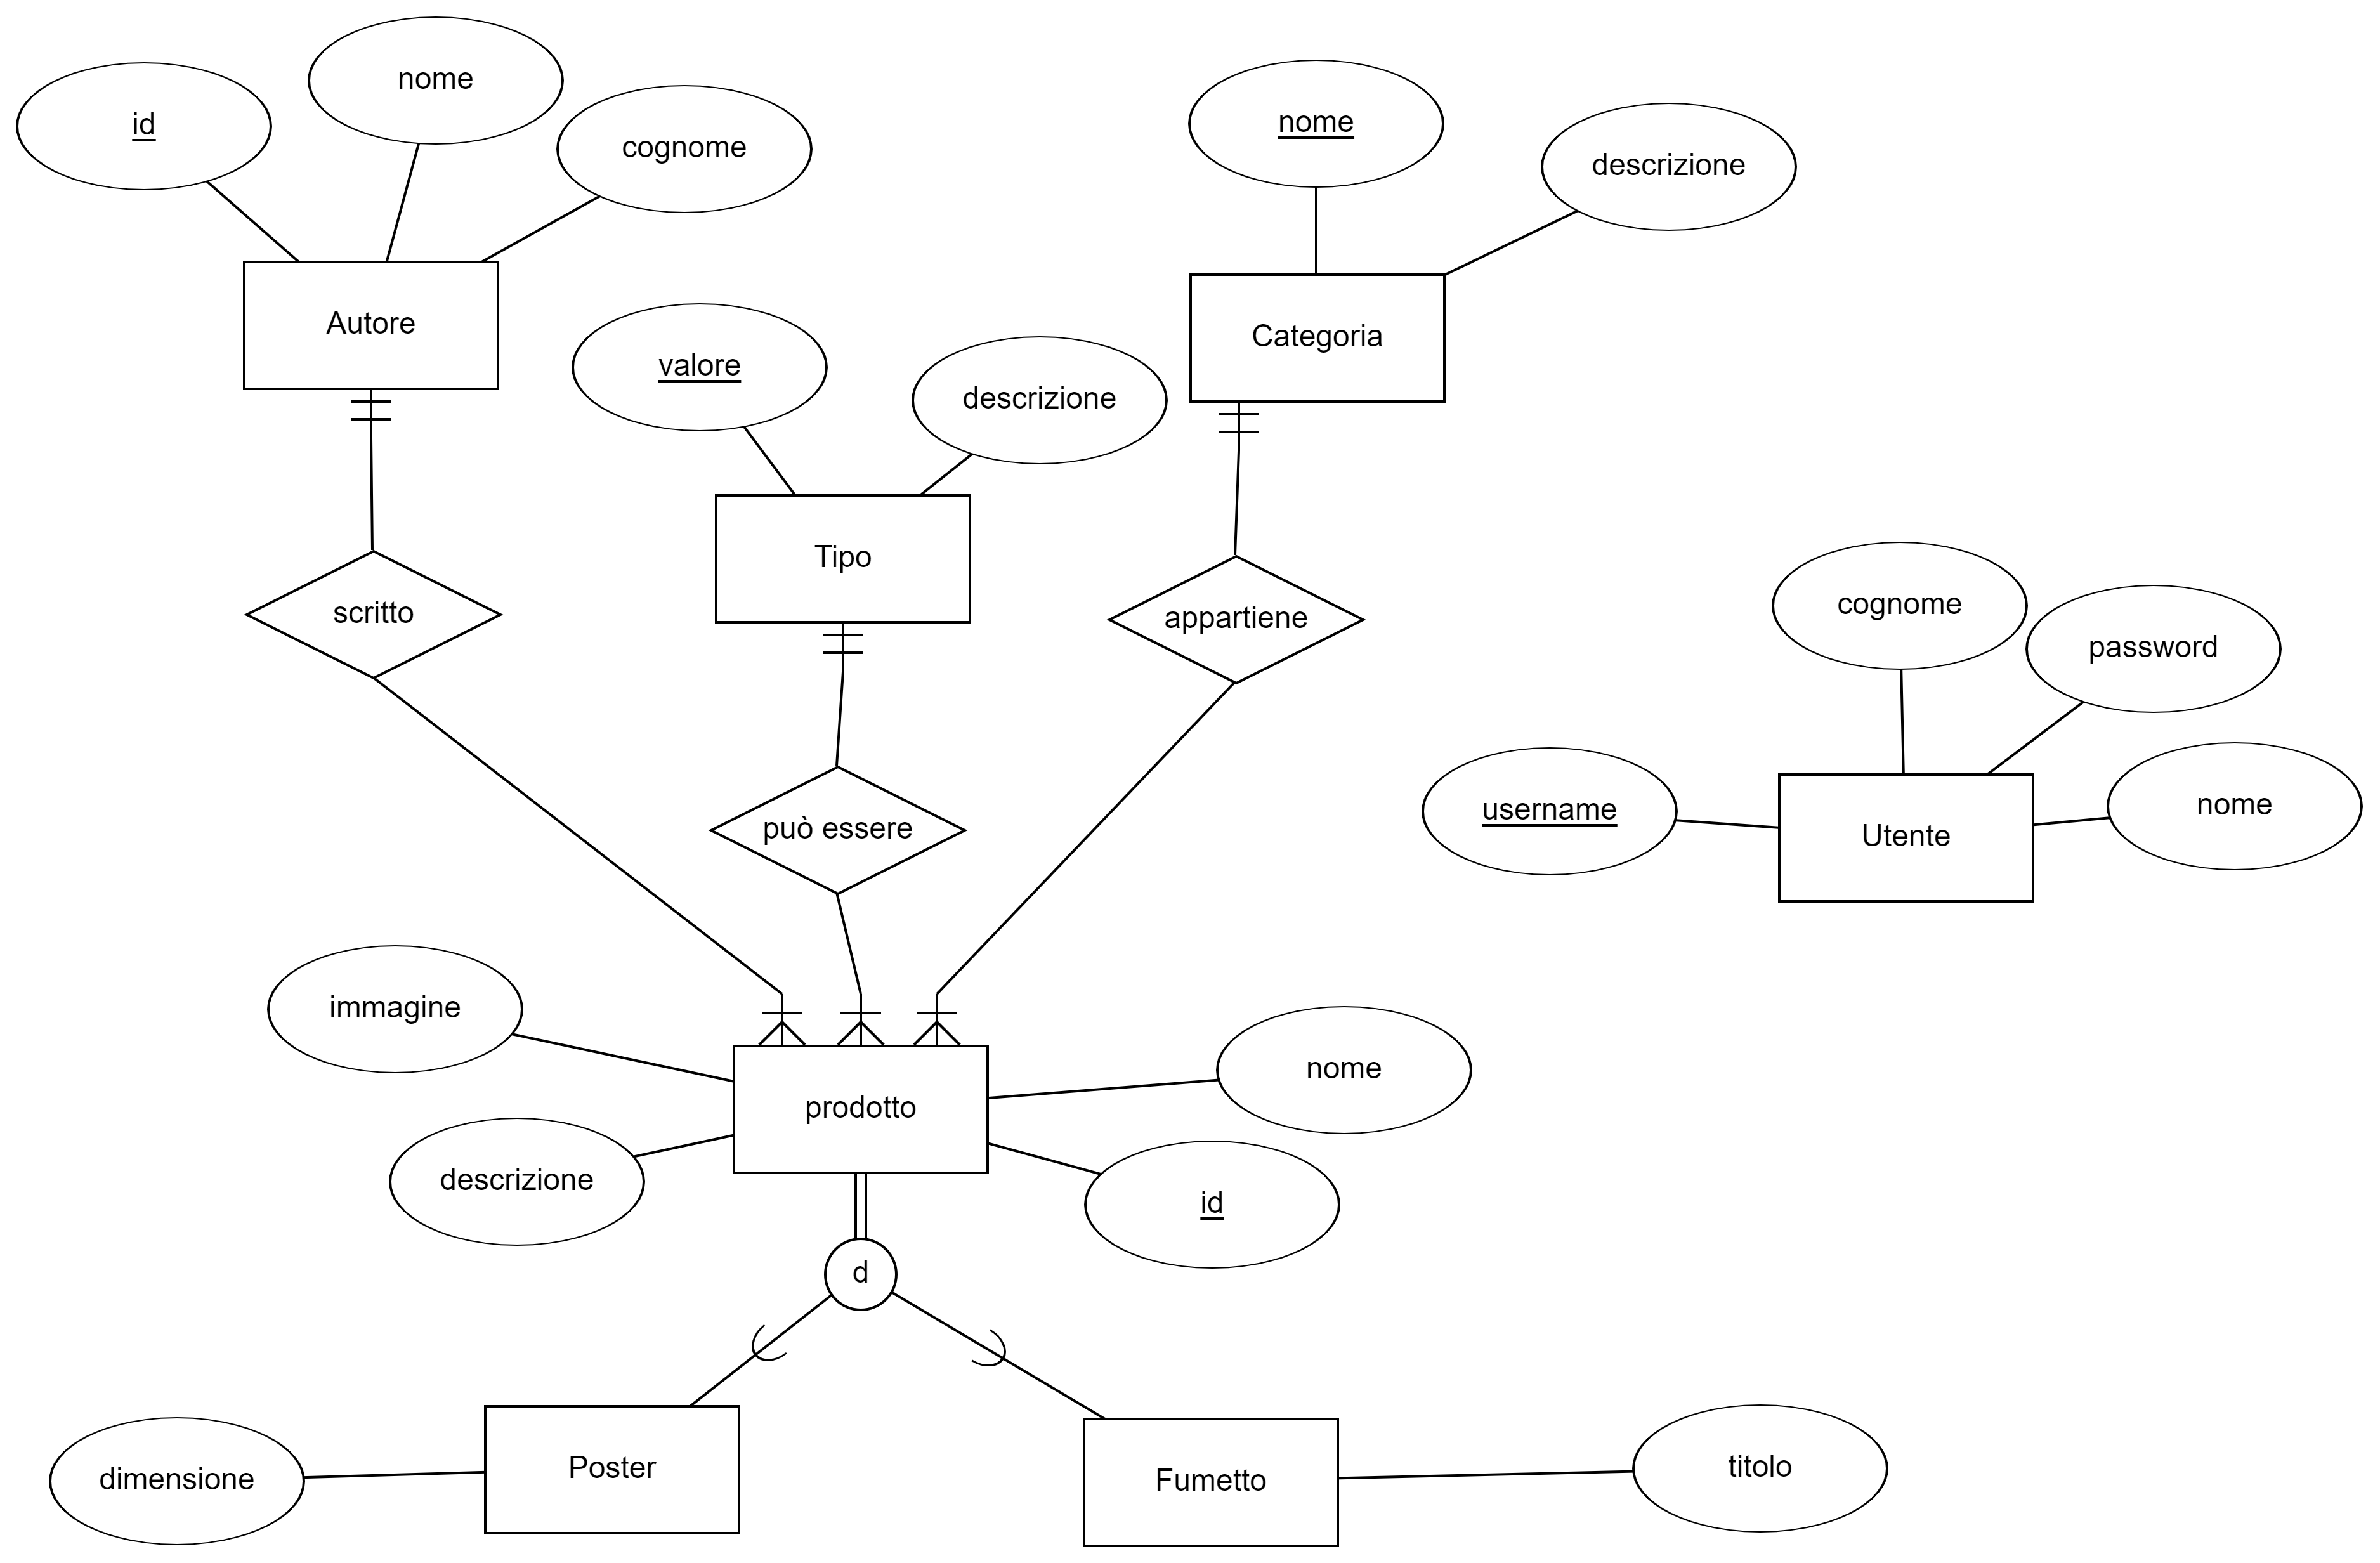 nome
id
cognome
nome
descrizione
Autore
Categoria
valore
descrizione
Tipo
scritto
appartiene
cognome
password
può essere
username
Utente
nome
immagine
nome
prodotto
descrizione
id
d
Poster
Fumetto
dimensione
titolo